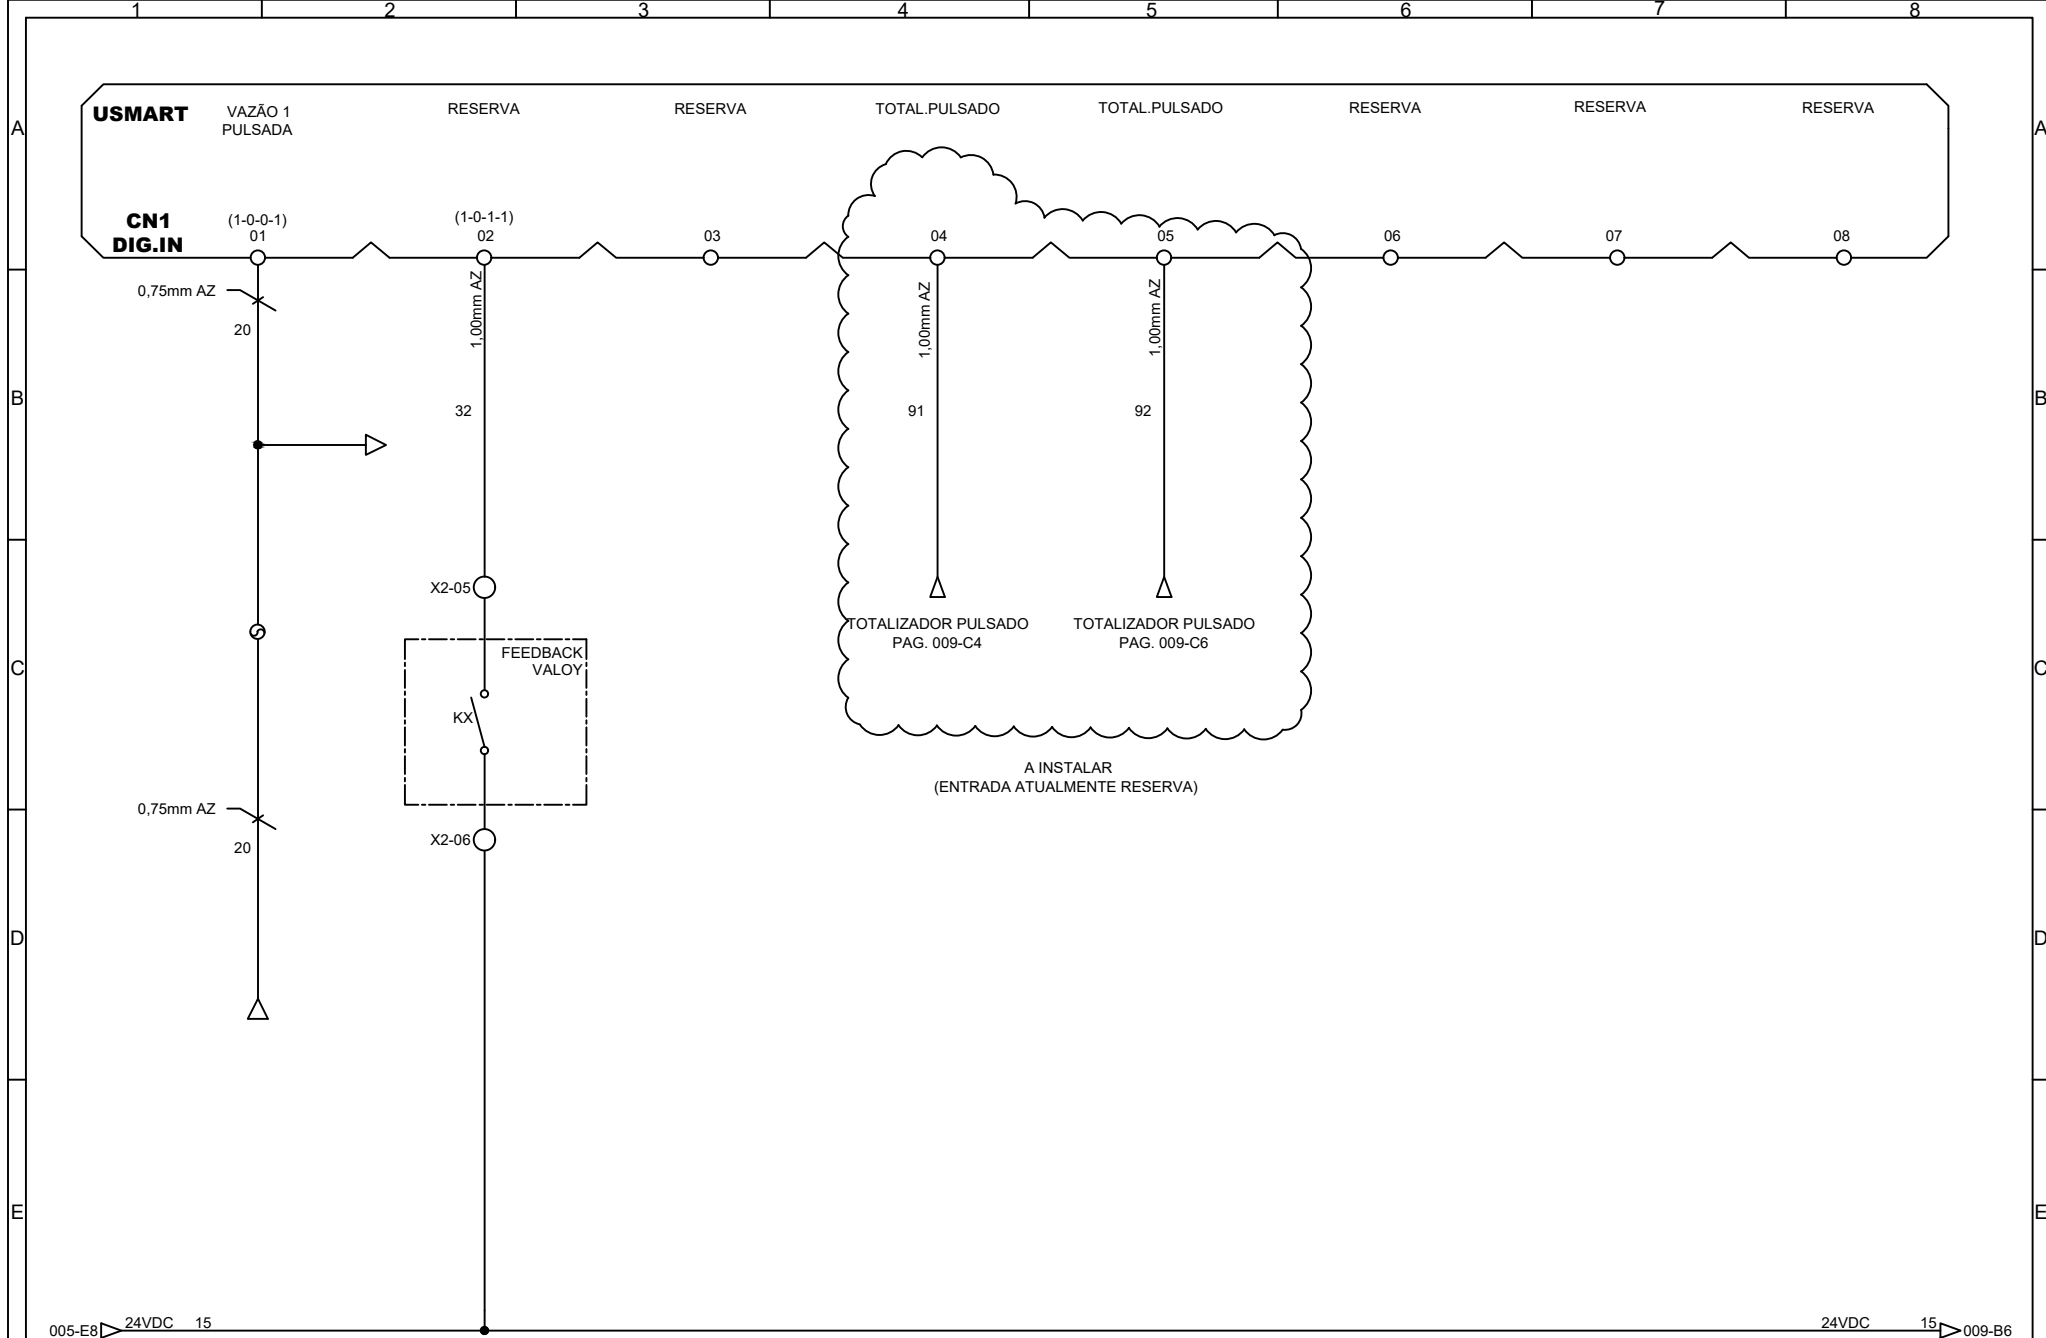 1 2 3 4 5 6 7 8
A A
USMART
VAZÃO 1
PULSADA
RESERVA
RESERVA
TOTAL.PULSADO
TOTAL.PULSADO
RESERVA
RESERVA
RESERVA
CN1
DIG.IN
(1-0-0-1)
01
(1-0-1-1)
02
03
04
05
06
07
08
0,75mm AZ
20
1,00mm AZ
32
1,00mm AZ
91
1,00mm AZ
92
B B
X2-05
FEEDBACK
VALOY
KX
X2-06
TOTALIZADOR PULSADO
PAG. 009-C4
TOTALIZADOR PULSADO
PAG. 009-C6
C C
A INSTALAR
(ENTRADA ATUALMENTE RESERVA)
0,75mm AZ
20
D D
E E
005-E8 24VDC 15
24VDC 15 009-B6